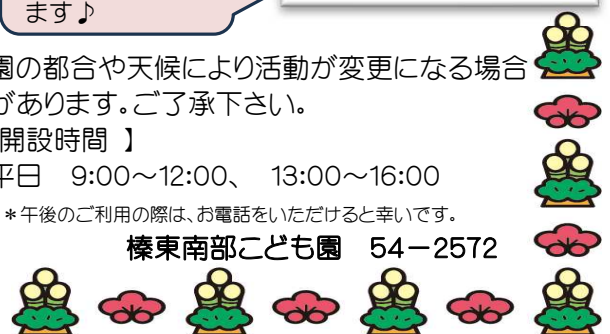 ます♪
園の都合や天候により活動が変更になる場合
があります。ご了承下さい。
開設時間 】
平日 9:00～12:00、 13:00～16:00
＊午後のご利用の際は、お電話をいただけると幸いです。
榛東南部こども園 54－2572